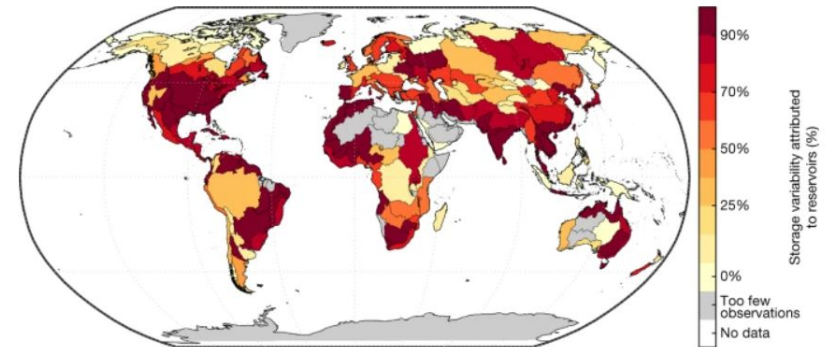 90%
70%
50%
25%
0%
Too few
observations
No data
Storage variability attributed
to reservoirs (%)